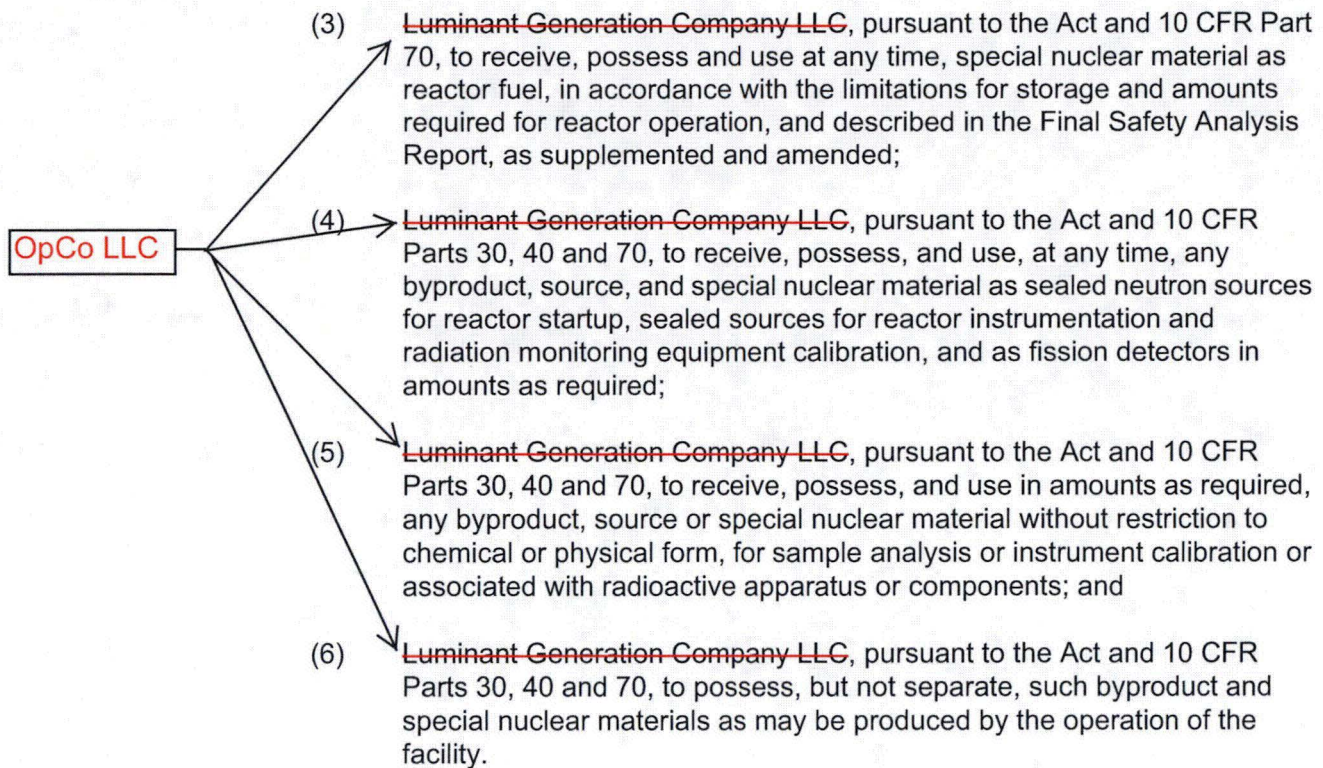 (3) Luminant Generation Company LLC, pursuant to the Act and 10 CFR Part
70, to receive, possess and use at any time, special nuclear material as
reactor fuel, in accordance with the limitations for storage and amounts
required for reactor operation, and described in the Final Safety Analysis
Report, as supplemented and amended;
OpCo LLC
(4) Luminant Generation Company LLC, pursuant to the Act and 10 CFR
Parts 30, 40 and 70, to receive, possess, and use, at any time, any
byproduct, source, and special nuclear material as sealed neutron sources
for reactor startup, sealed sources for reactor instrumentation and
radiation monitoring equipment calibration, and as fission detectors in
amounts as required;
(5) Luminant Generation Company LLC, pursuant to the Act and 10 CFR
Parts 30, 40 and 70, to receive, possess, and use in amounts as required,
any byproduct, source or special nuclear material without restriction to
chemical or physical form, for sample analysis or instrument calibration or
associated with radioactive apparatus or components; and
(6) Luminant Generation Company LLC, pursuant to the Act and 10 CFR
Parts 30, 40 and 70, to possess, but not separate, such byproduct and
special nuclear materials as may be produced by the operation of the
facility.